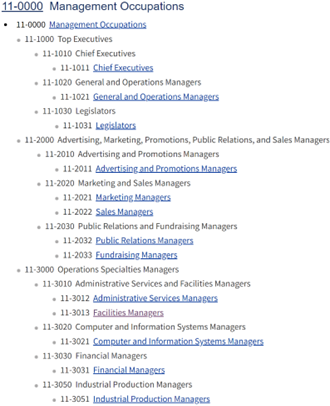 11-0000 Management Occupations
11-0000 Management Occupations
11-1000 Top Executives
11-1010 Chief Executives
11-1011 Chief Executives
11-1020 General and Operations Managers
11-1021 General and Operations Managers
11-1030 Legislators
11-1031 Legislators
11-2000 Advertising, Marketing, Promotions, Public Relations, and Sales Managers
11-2010 Advertising and Promotions Managers
11-2011 Advertising and Promotions Managers
11-2020 Marketing and Sales Managers
11-2021 Marketing Managers
11-2022 Sales Managers
11-2030 Public Relations and Fundraising Managers
11-2032 Public Relations Managers
11-2033 Fundraising Managers
11-3000 Operations Specialties Managers
11-3010 Administrative Services and Facilities Managers
11-3012 Administrative Services Managers
11-3013 Facilities Managers
11-3020 Computer and Information Systems Managers
11-3021 Computer and Information Systems Managers
11-3030 Financial Managers
11-3031 Financial Managers
11-3050 Industrial Production Managers
11-3051 Industrial Production Managers